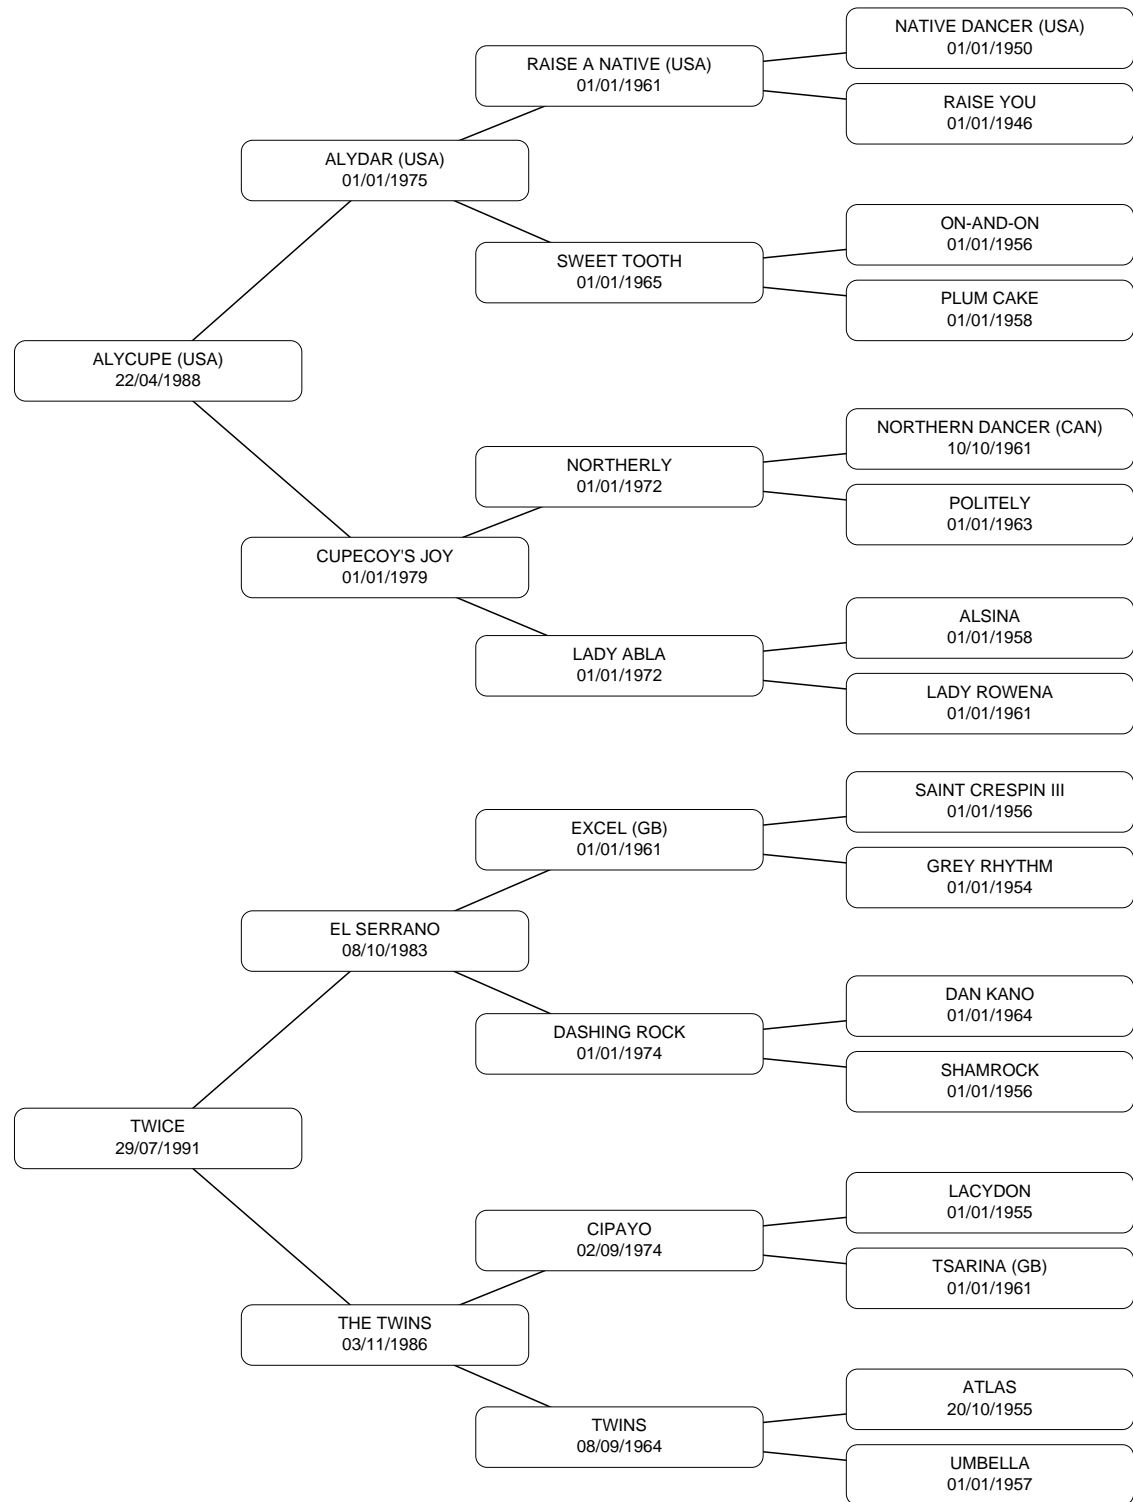 NATIVE DANCER (USA)
01/01/1950
RAISE A NATIVE (USA)
01/01/1961
RAISE YOU
01/01/1946
ALYDAR (USA)
01/01/1975
ON-AND-ON
01/01/1956
SWEET TOOTH
01/01/1965
PLUM CAKE
01/01/1958
ALYCUPE (USA)
22/04/1988
NORTHERN DANCER (CAN)
10/10/1961
NORTHERLY
01/01/1972
POLITELY
01/01/1963
CUPECOY'S JOY
01/01/1979
ALSINA
01/01/1958
LADY ABLA
01/01/1972
LADY ROWENA
01/01/1961
SAINT CRESPIN III
01/01/1956
EXCEL (GB)
01/01/1961
GREY RHYTHM
01/01/1954
EL SERRANO
08/10/1983
DAN KANO
01/01/1964
DASHING ROCK
01/01/1974
SHAMROCK
01/01/1956
TWICE
29/07/1991
LACYDON
01/01/1955
CIPAYO
02/09/1974
TSARINA (GB)
01/01/1961
THE TWINS
03/11/1986
ATLAS
20/10/1955
TWINS
08/09/1964
UMBELLA
01/01/1957